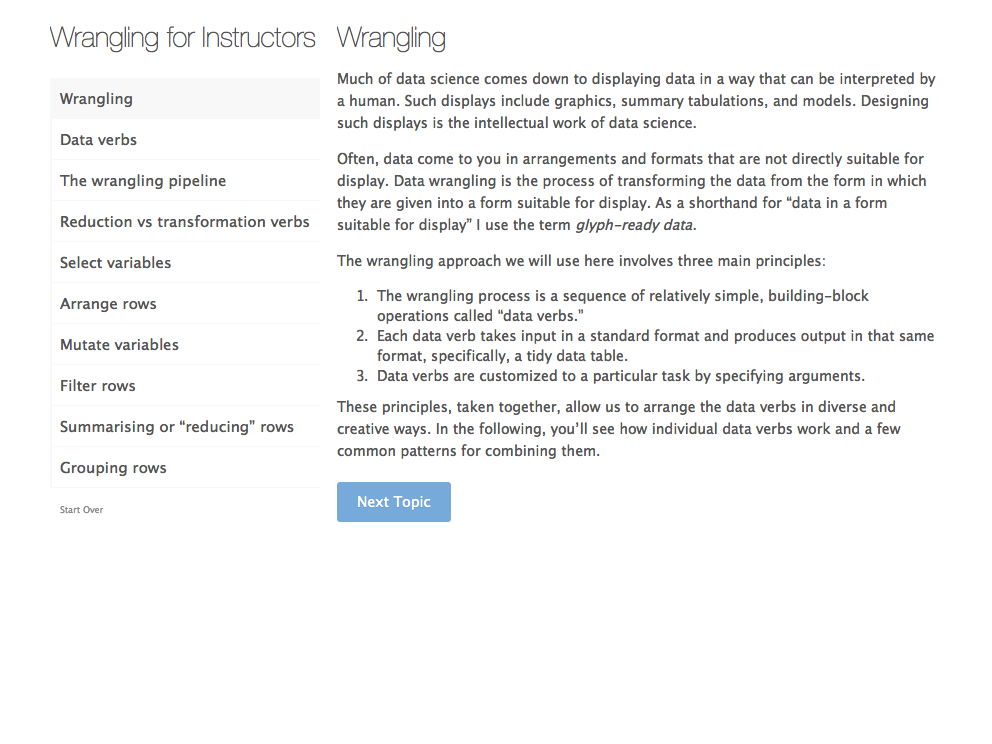 Wrangling for Instructors
Wrangling
Data verbs
The wrangling pipeline
Reduction vs transformation verbs
Select variables
Arrange rows
Mutate variables
Filter rows
Summarising or “reducing” rows
Grouping rows
Start Over
Wrangling
Much of data science comes down to displaying data in a way that can be interpreted by
a human. Such displays include graphics, summary tabulations, and models. Designing
such displays is the intellectual work of data science.
Often, data come to you in arrangements and formats that are not directly suitable for
display. Data wrangling is the process of transforming the data from the form in which
they are given into a form suitable for display. As a shorthand for “data in a form
suitable for display” I use the term glyph-ready data.
The wrangling approach we will use here involves three main principles:
1. The wrangling process is a sequence of relatively simple, building-block
operations called “data verbs.”
2. Each data verb takes input in a standard format and produces output in that same
format, specifically, a tidy data table.
3. Data verbs are customized to a particular task by specifying arguments.
These principles, taken together, allow us to arrange the data verbs in diverse and
creative ways. In the following, you’ll see how individual data verbs work and a few
common patterns for combining them.
Next Topic